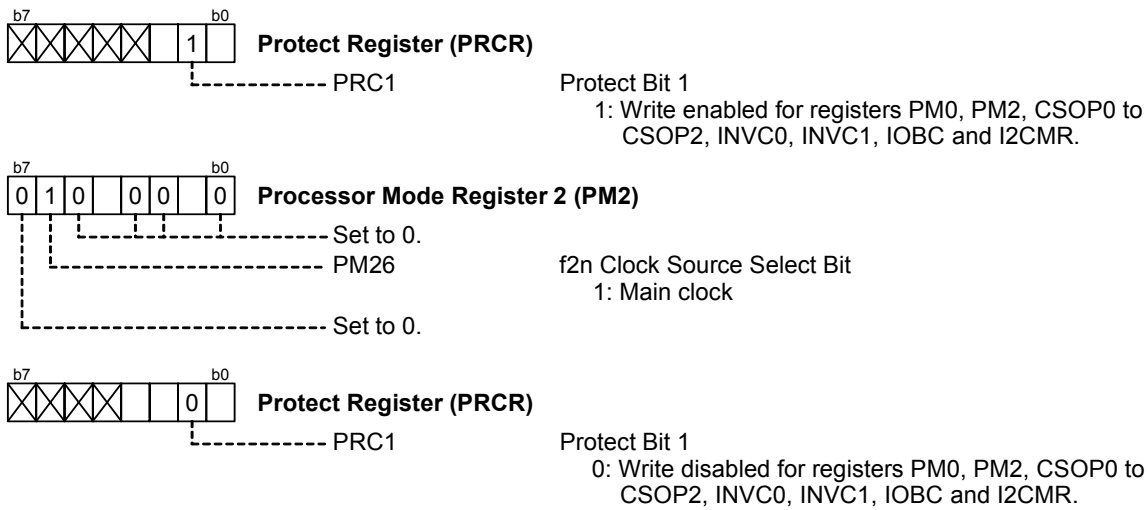 b7 b0
1 Protect Register (PRCR)
PRC1 Protect Bit 1
1: Write enabled for registers PM0, PM2, CSOP0 to
CSOP2, INVC0, INVC1, IOBC and I2CMR.
b7 b0
0 1 0 0 0 0 Processor Mode Register 2 (PM2)
Set to 0.
PM26 f2n Clock Source Select Bit
1: Main clock
Set to 0.
b7 b0
0 Protect Register (PRCR)
PRC1 Protect Bit 1
0: Write disabled for registers PM0, PM2, CSOP0 to
CSOP2, INVC0, INVC1, IOBC and I2CMR.